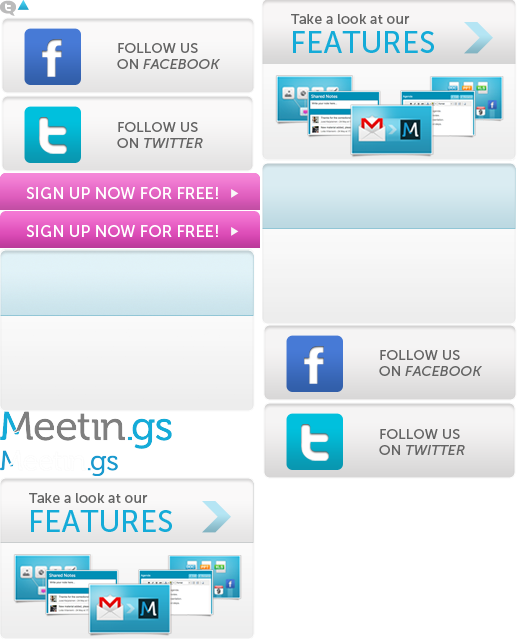 FOLLOW US
ON FACEBOOK
FOLLOW US
ON TWITTER
SIGN UP NOW FOR FREE!
SIGN UP NOW FOR FREE!
Meetin.gs
Meetin.gs
Take a look at our
FEATURES
Shared Notes
Take a look at our
FEATURES
Shared Notes
FOLLOW US
ON FACEBOOK
FOLLOW US
ON TWITTER